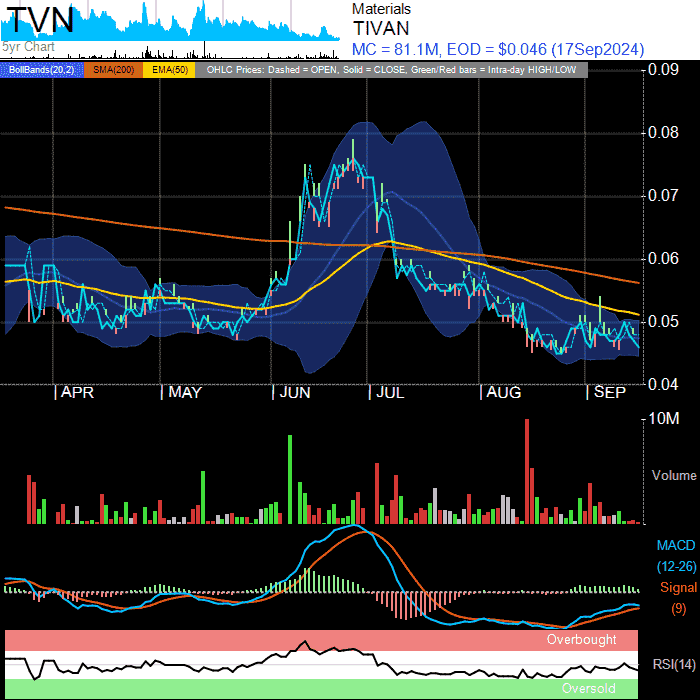 TVN
5yr Chart
Materials
TIVAN
MC = 81.1M, EOD = $0.046 (17Sep2024)
BollBands(20,2) SMA(200) EMA(50) OHLC Prices: Dashed = OPEN, Solid = CLOSE, Green/Red bars = Intra-day HIGH/LOW
0.09
0.08
0.07
0.06
0.05
0.04
APR MAY JUN JUL AUG SEP
10M
Volume
MACD
(12-26)
Signal
(9)
Overbought
RSI(14)
Oversold